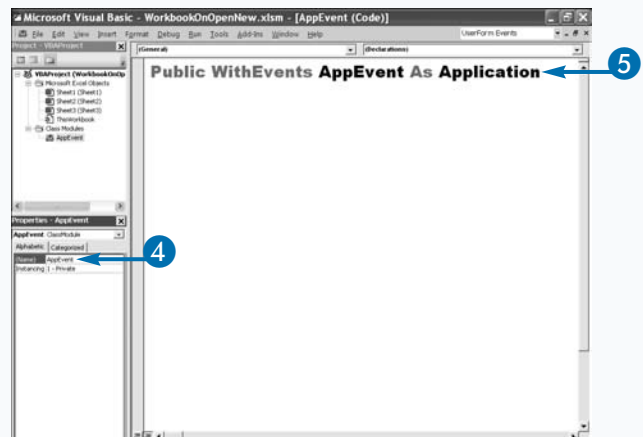 Microsoft Visual Basic - WorkbookOnOpenNew.xlsm - [AppEvent (Code)]
File Edit View Insert Format Debug Run Tools Add-Ins Window Help
UserForm Events
Project - VBAProject
(General)
(Declarations)
VBAProject (WorkbookOnOp
Microsoft Excel Objects
Sheet1 (Sheet1)
Sheet2 (Sheet2)
Sheet3 (Sheet3)
ThisWorkbook
Class Modules
AppEvent
Public WithEvents AppEvent As Application
5
Properties - AppEvent
AppEvent ClassModule
Alphabetic Categorized
(Name) AppEvent
4
Instancing 1 - Private